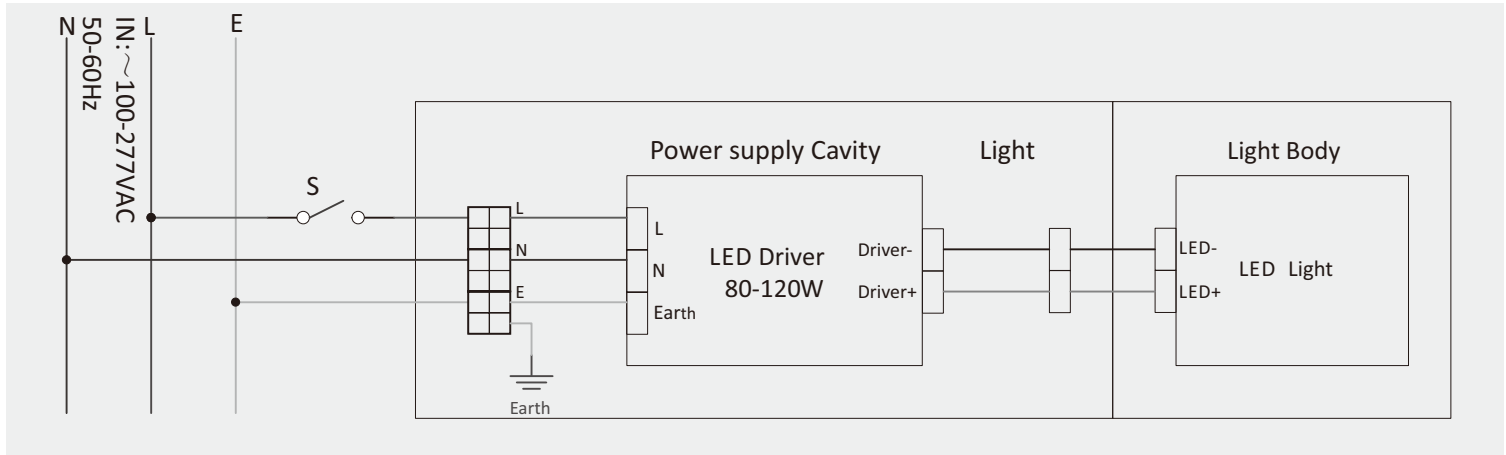 N
L
E
IN:～100-277VAC
50-60Hz
S
Power supply Cavity
Light
Light Body
L
N
E
L
N
Earth
LED Driver
80-120W
Driver-
Driver+
LED-
LED+
LED Light
Earth